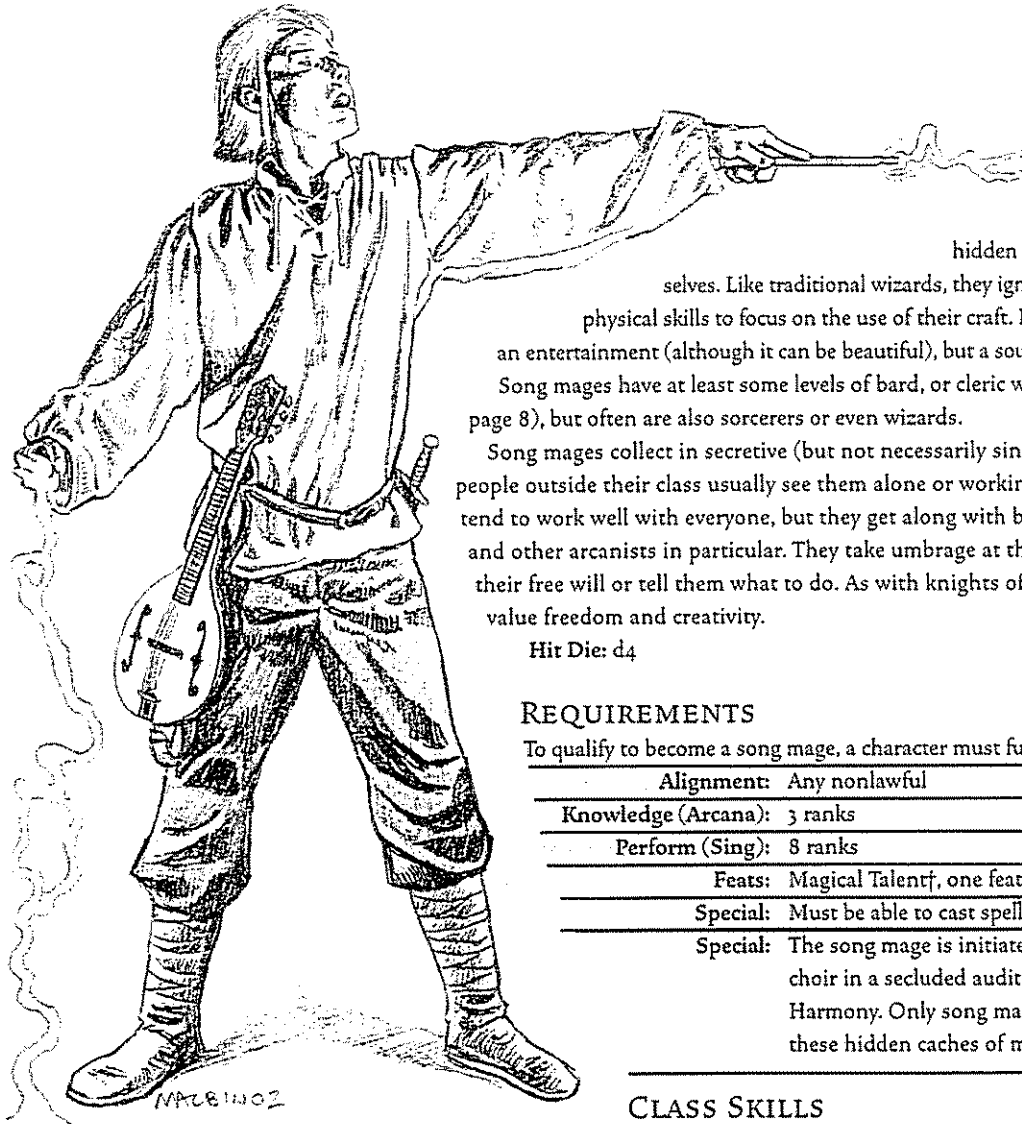 hidden
selves. Like traditional wizards, they ign
physical skills to focus on the use of their craft.
an entertainment (although it can be beautiful), but a sou
Song mages have at least some levels of bard, or cleric w
page 8), but often are also sorcerers or even wizards.
Song mages collect in secretive (but not necessarily sin
people outside their class usually see them alone or workin
tend to work well with everyone, but they get along with b
and other arcanists in particular. They take umbrage at th
their free will or tell them what to do. As with knights of
value freedom and creativity.
Hit Die: d4
REQUIREMENTS
To qualify to become a song mage, a character must fu
Alignment: Any nonlawful
Knowledge (Arcana): 3 ranks
Perform (Sing): 8 ranks
Feats: Magical Talent†, one feat
Special: Must be able to cast spell
Special: The song mage is initiate
choir in a secluded audit
Harmony. Only song ma
these hidden caches of m
MACBINOZ
CLASS SKILLS